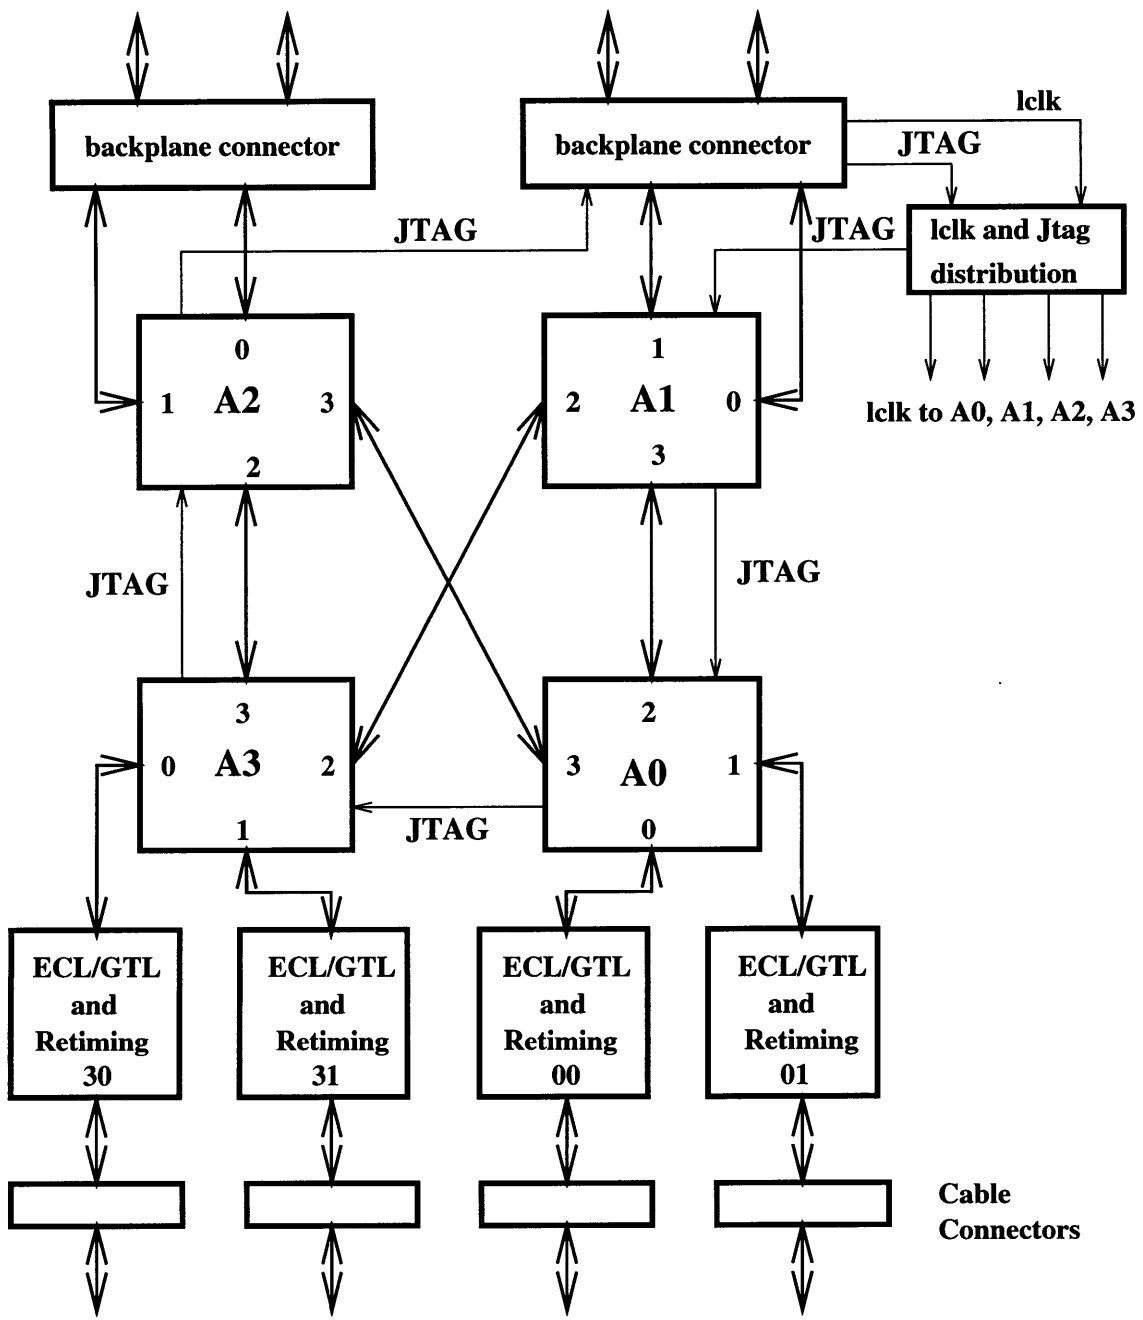 lclk
backplane connector
backplane connector
JTAG
JTAG
JTAG
lclk and Jtag
distribution
0
1
1 A2 3
2 A1 0
lclk to A0, A1, A2, A3
2
3
JTAG
JTAG
3
2
0 A3 2
3 A0 1
1
JTAG
0
ECL/GTL
and
Retiming
30
ECL/GTL
and
Retiming
31
ECL/GTL
and
Retiming
00
ECL/GTL
and
Retiming
01
Cable
Connectors